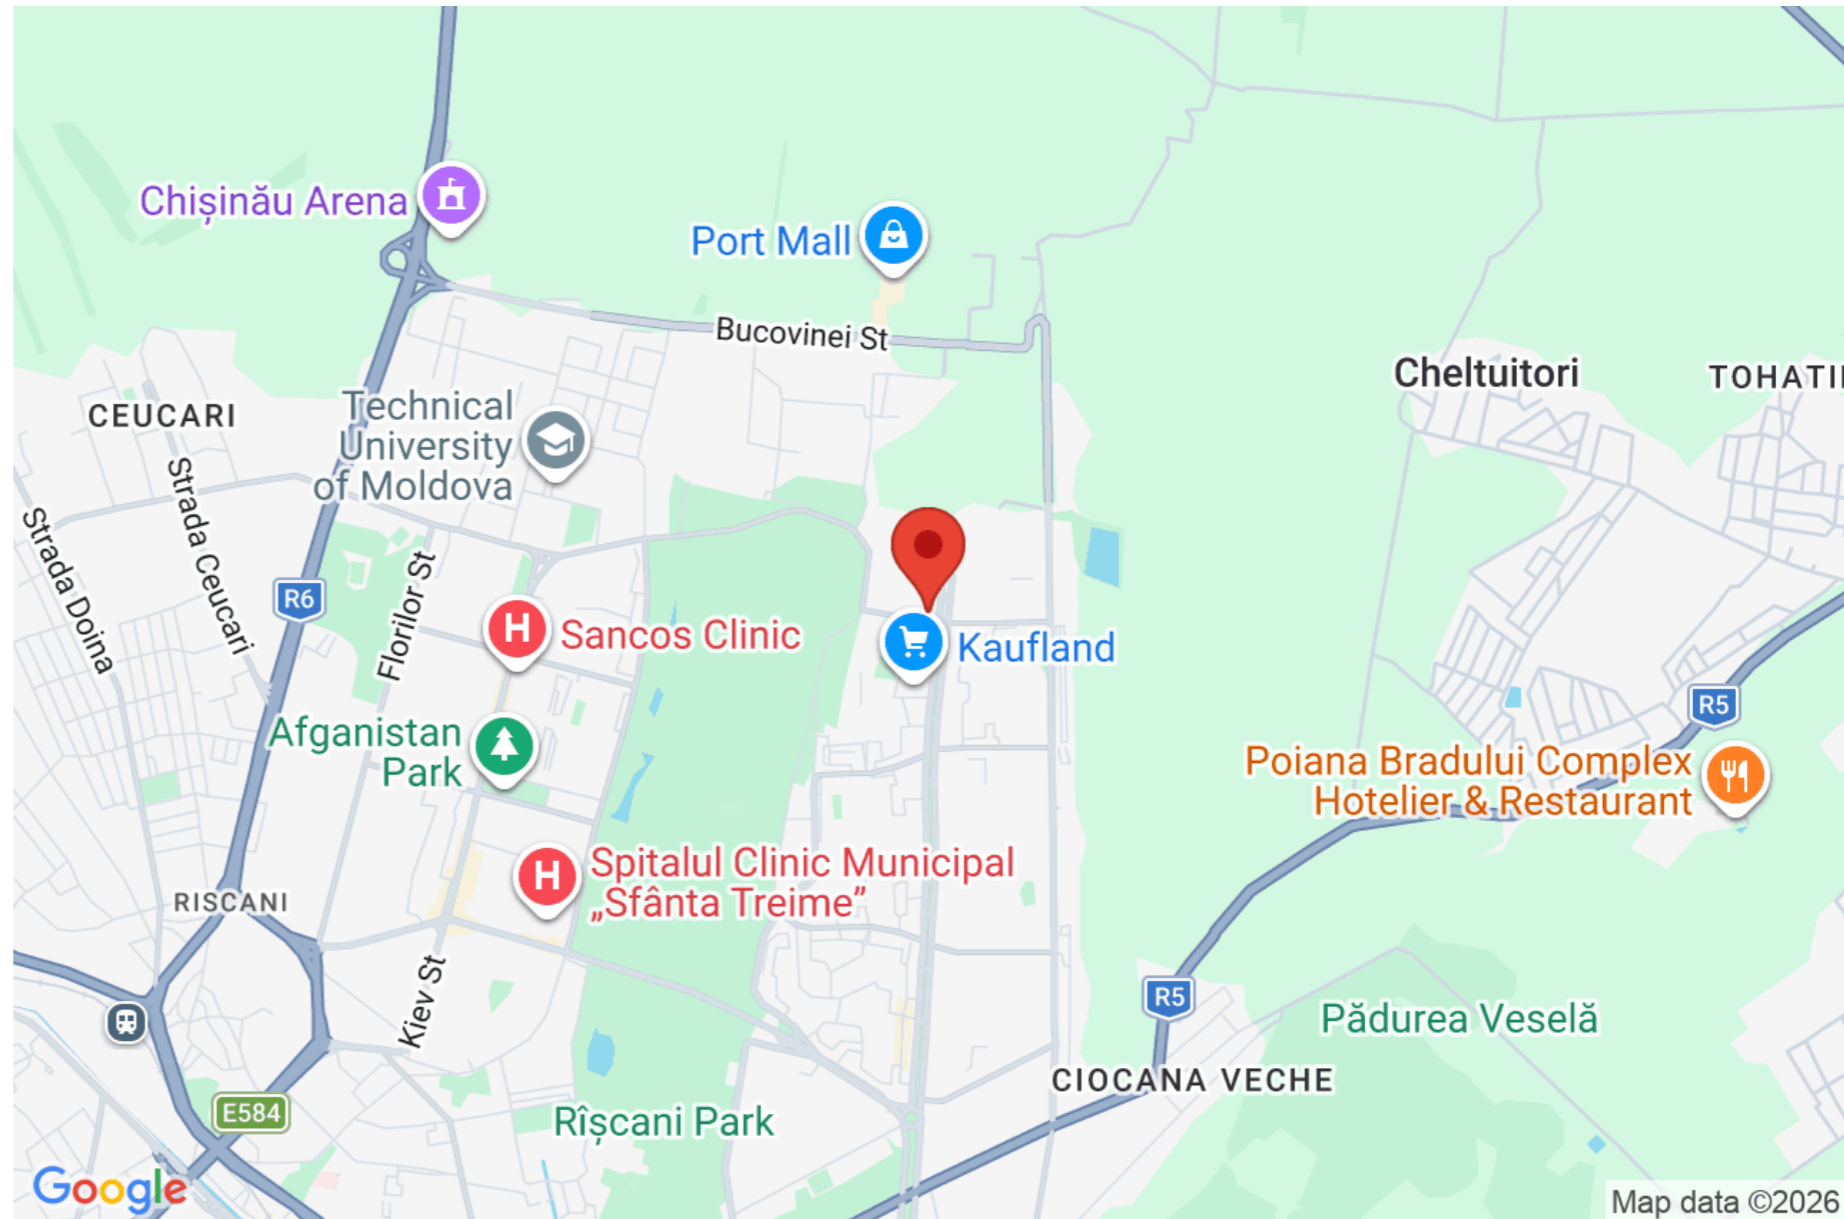 Chișinău Arena
Port Mall
Bucovinei St
Cheltuitori
CEUCARI
Technical
University
of Moldova
Strada Ceucari
Strada Doina
Florilor St
R6
H
Sancos Clinic
Kaufland
R5
Afganistan
Park
Poiana Bradului Complex
Hotelier & Restaurant
H
Spitalul Clinic Municipal
„Sfânta Treime”
RISCANI
Kiev St
R5
Pădurea Veselă
CIOCANA VECHE
E584
Rîșcani Park
Google
Map data ©2026